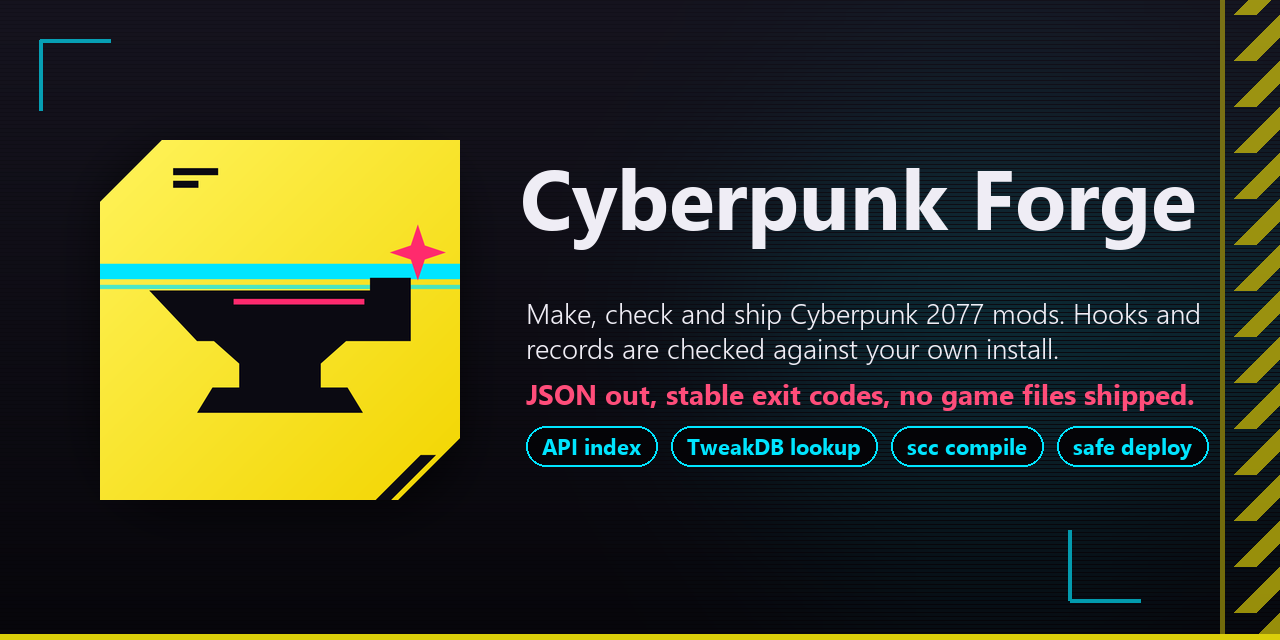 Cyberpunk Forge
Make, check and ship Cyberpunk 2077 mods. Hooks and
records are checked against your own install.
JSON out, stable exit codes, no game files shipped.
API index TweakDB lookup scc compile safe deploy